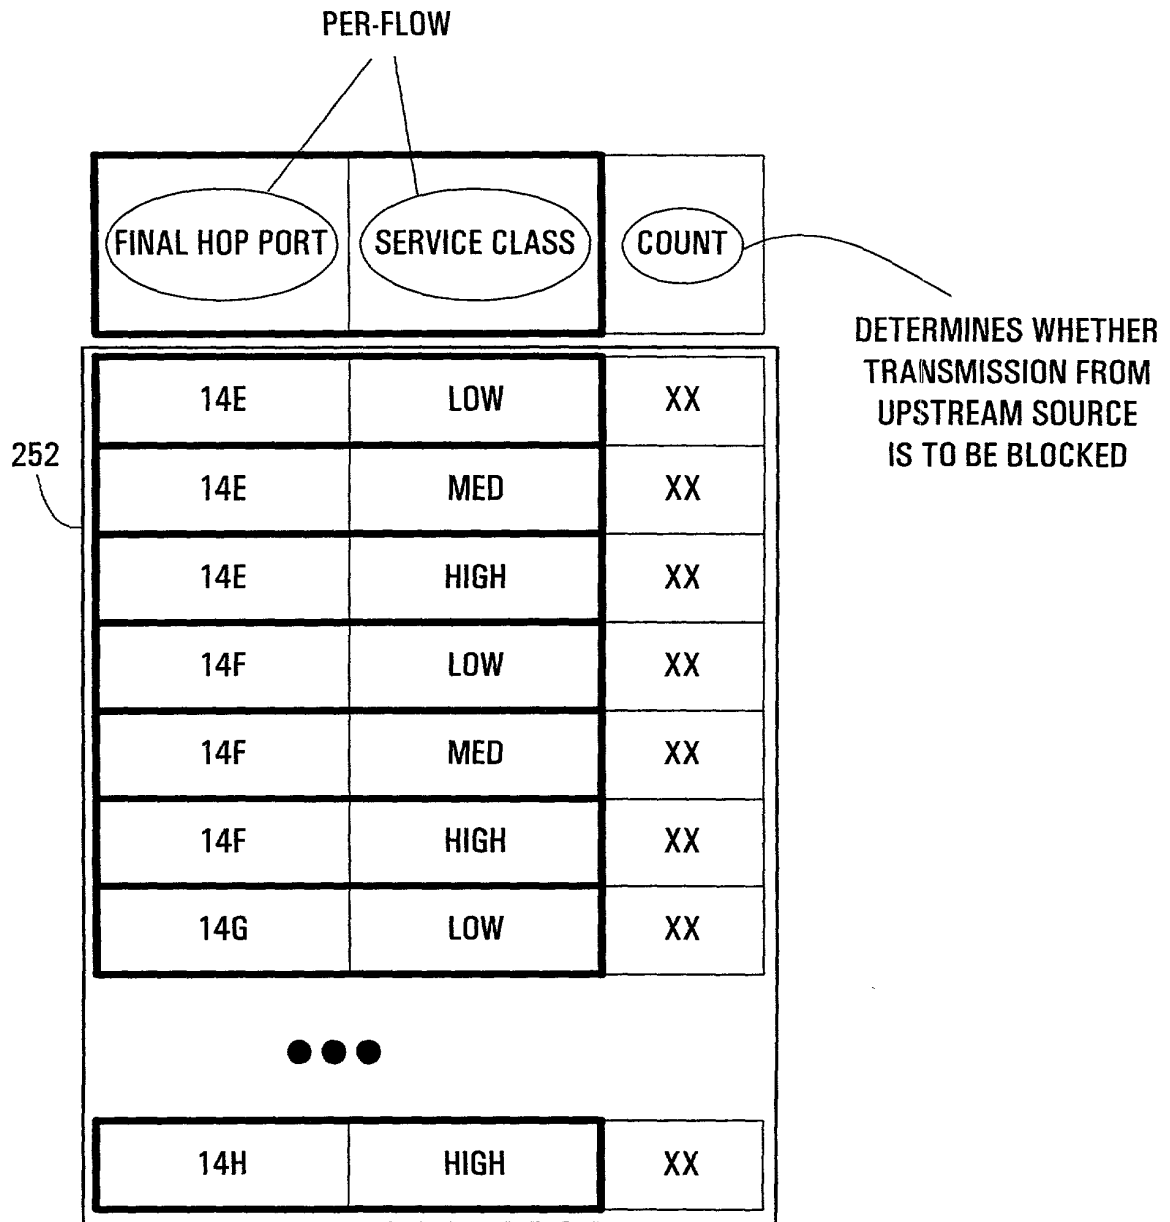 PER-FLOW
FINAL HOP PORT SERVICE CLASS COUNT
DETERMINES WHETHER
TRANSMISSION FROM
UPSTREAM SOURCE
IS TO BE BLOCKED
252
14E LOW XX
14E MED XX
14E HIGH XX
14F LOW XX
14F MED XX
14F HIGH XX
14G LOW XX
14H HIGH XX